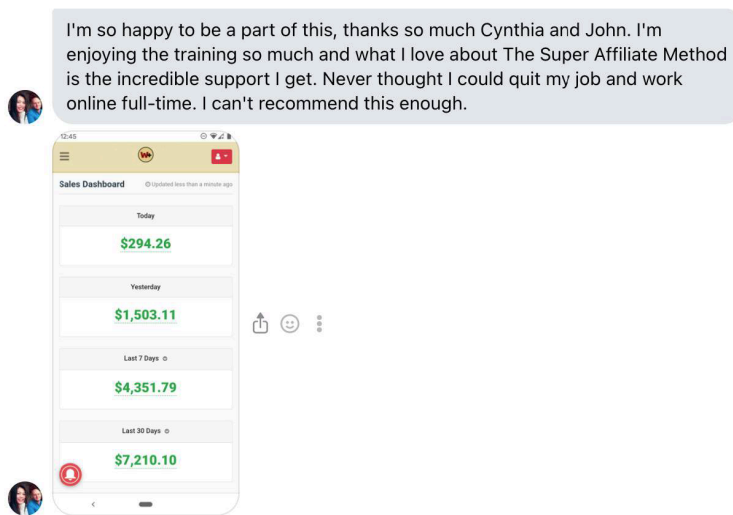 I'm so happy to be a part of this, thanks so much Cynthia and John. I'm
enjoying the training so much and what I love about The Super Affiliate Method
is the incredible support I get. Never thought I could quit my job and work
online full-time. I can't recommend this enough.
12:45
W+
Sales Dashboard
Updated less than a minute ago
Today
$294.26
Yesterday
$1,503.11
Last 7 Days
$4,351.79
Last 30 Days
$7,210.10